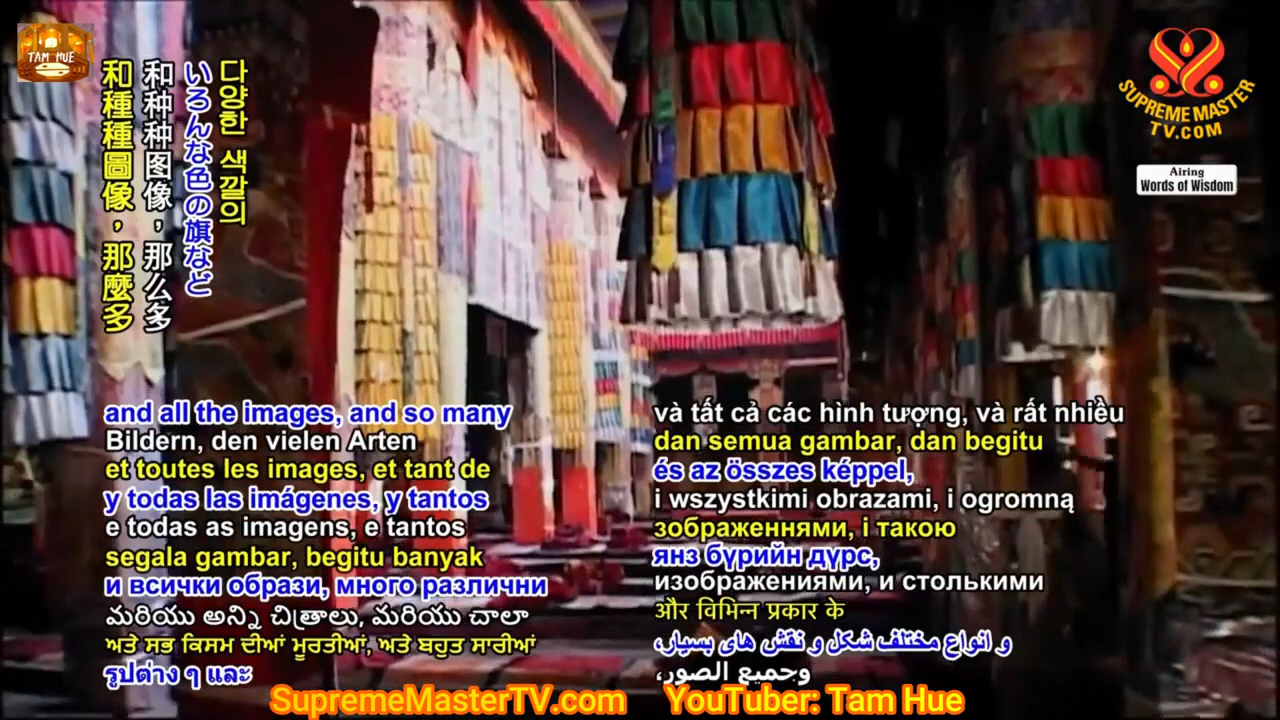 TAM HUE
SUPREME MASTER
TV.COM
Airing
Words of Wisdom
다양한 색깔의
いろんな色の旗など
和种种图像，那么多
和種種圖像，那麼多
and all the images, and so many
Bildern, den vielen Arten
et toutes les images, et tant de
y todas las imágenes, y tantos
e todas as imagens, e tantos
segala gambar, begitu banyak
и всички образи, много различни
మరియు అన్ని చిత్రాలు, మరియు చాలా
ਅਤੇ ਸਭ ਕਿਸਮ ਦੀਆਂ ਮੂਰਤੀਆਂ, ਅਤੇ ਬਹੁਤ ਸਾਰੀਆਂ
รูปต่าง ๆ และ
và tất cả các hình tượng, và rất nhiều
dan semua gambar, dan begitu
és az összes képpel,
i wszystkimi obrazami, i ogromną
зображеннями, і такою
янз бүрийн дүрс,
изображениями, и столькими
और विभिन्न प्रकार के
و انواع مختلف شکل و نقش های بسیار،
وجميع الصور،
SupremeMasterTV.com YouTuber: Tam Hue